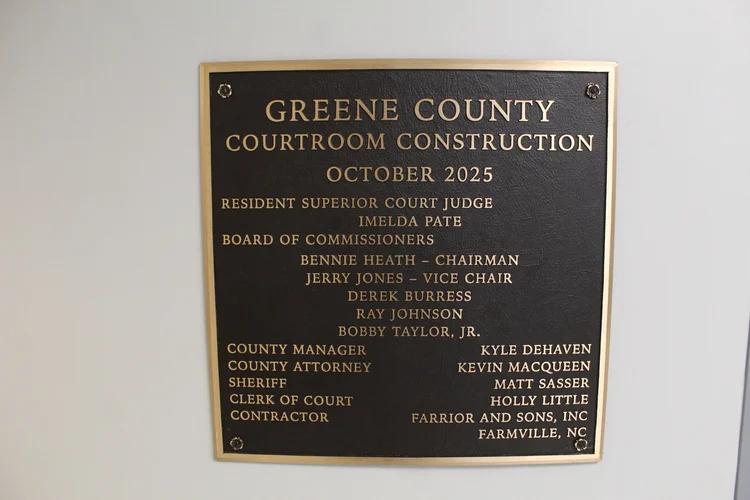 GREENE COUNTY
COURTROOM CONSTRUCTION
OCTOBER 2025
RESIDENT SUPERIOR COURT JUDGE
IMELDA PATE
BOARD OF COMMISSIONERS
BENNIE HEATH – CHAIRMAN
JERRY JONES – VICE CHAIR
DEREK BURRESS
RAY JOHNSON
BOBBY TAYLOR, JR.
COUNTY MANAGER KYLE DEHAVEN
COUNTY ATTORNEY KEVIN MACQUEEN
SHERIFF MATT SASSER
CLERK OF COURT HOLLY LITTLE
CONTRACTOR FARRIOR AND SONS, INC
FARMVILLE, NC